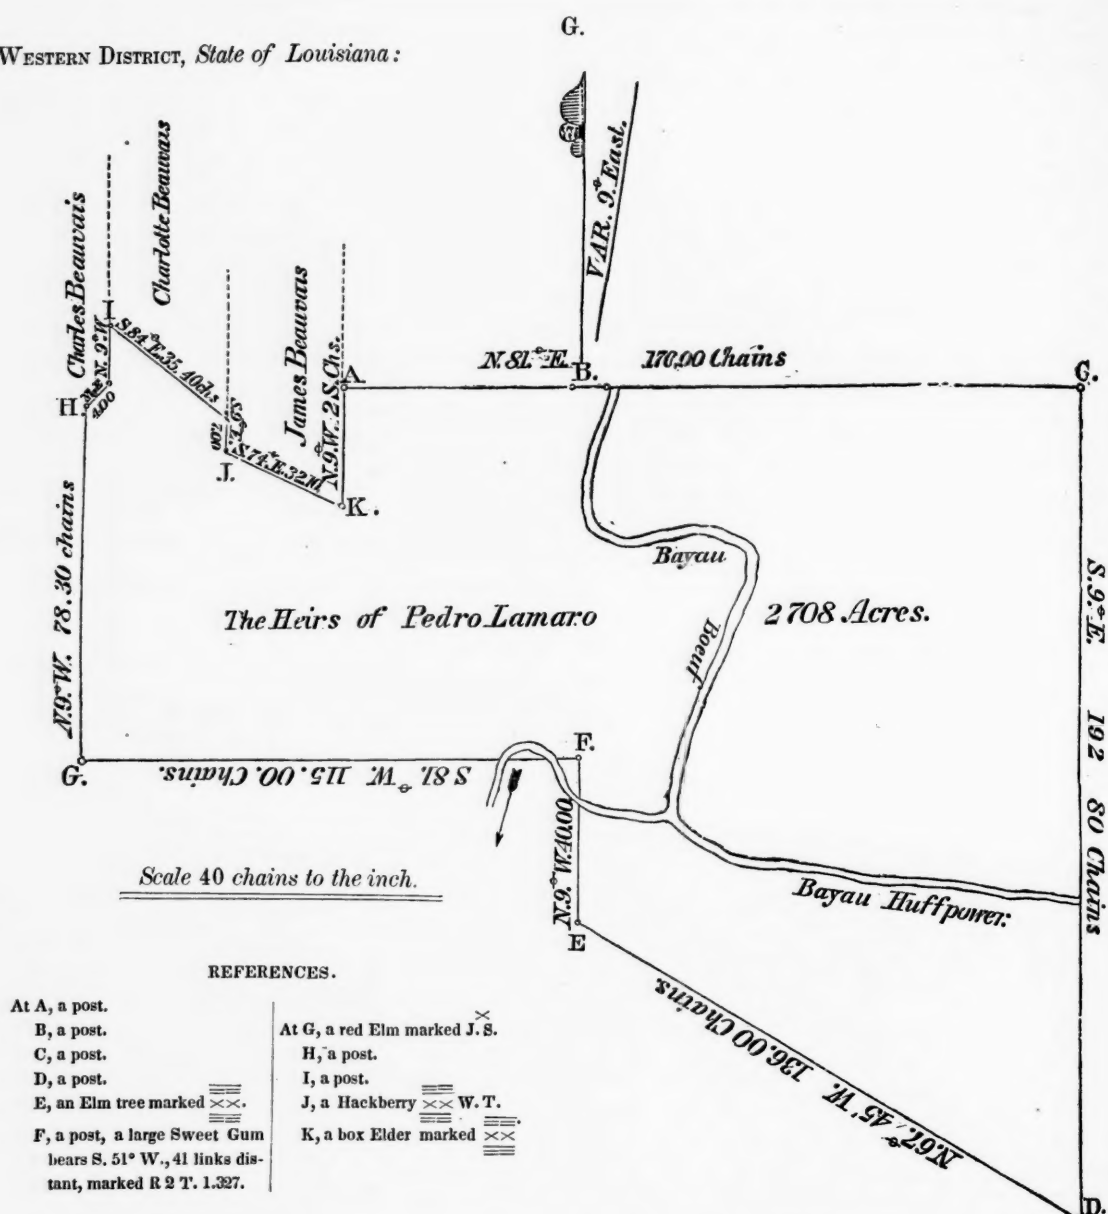 G.
WESTERN DISTRICT, State of Louisiana:
VAR. 9° East.
Charles Beauvais
Charlotte Beauvais
James Beauvais
I
N. 9° W
S. 84° E. 35.40chs
H
400
J.
S. 74° E. 32
A.
N. 9. W. 2 S. Chs.
K.
N. 81.° E.
B.
170,00 Chains
C.
N. 9° W. 78.30 chains
Bayau
Boeuf
The Heirs of Pedro Lamaro
2708 Acres.
S. 9.° E. 192 80 Chains
G.
S 81.° W. 115.00. Chains.
F.
N. 9.° W. 40.00
E
Bayau Huffpower.
N. 67.° 45'. W. 136.00 Chains.
D.
Scale 40 chains to the inch.
REFERENCES.
At A, a post.
B, a post.
C, a post.
D, a post.
E, an Elm tree marked ××.
F, a post, a large Sweet Gum
bears S. 51° W., 41 links dis-
tant, marked R 2 T. 1.327.
At G, a red Elm marked J. × S.
H, a post.
I, a post.
J, a Hackberry ×× W. T.
K, a box Elder marked ××.